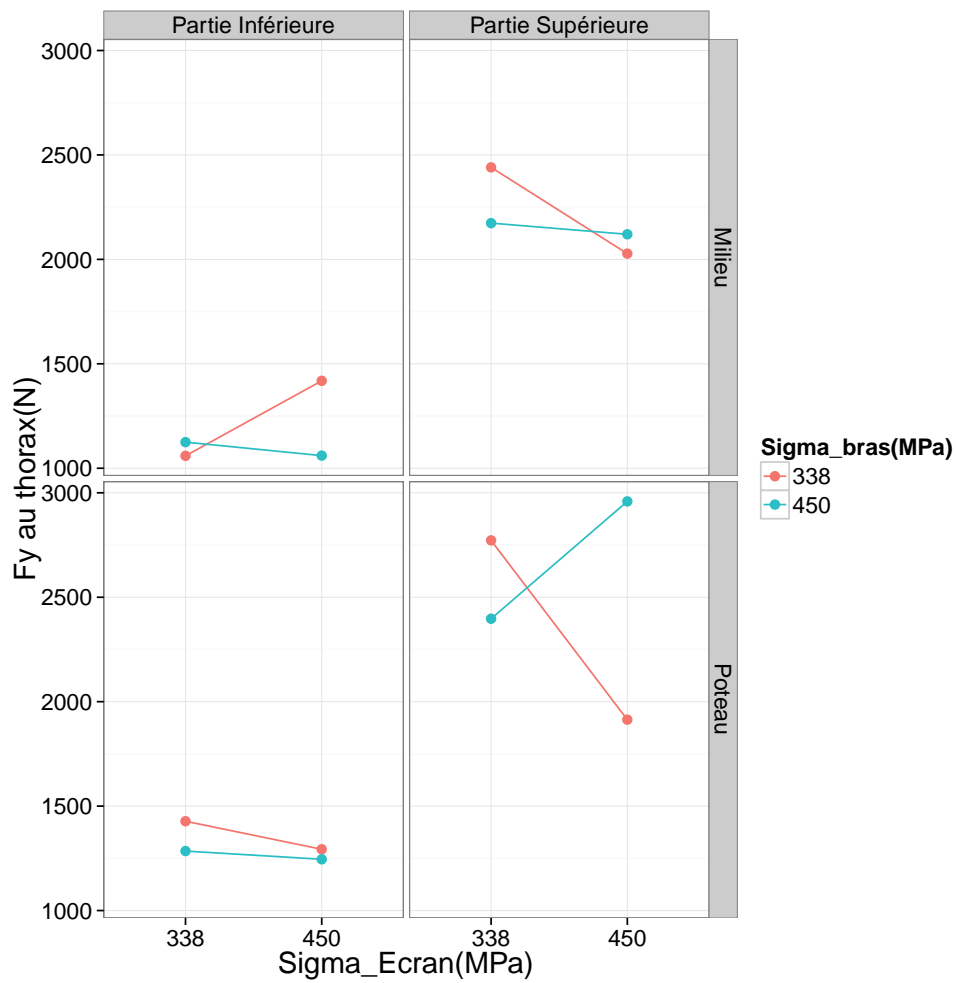 Partie Inférieure
Partie Supérieure
3000
2500
2000
1500
1000
Milieu
3000
2500
2000
1500
1000
Poteau
Fy au thorax(N)
338
450
338
450
Sigma_Ecran(MPa)
Sigma_bras(MPa)
338
450